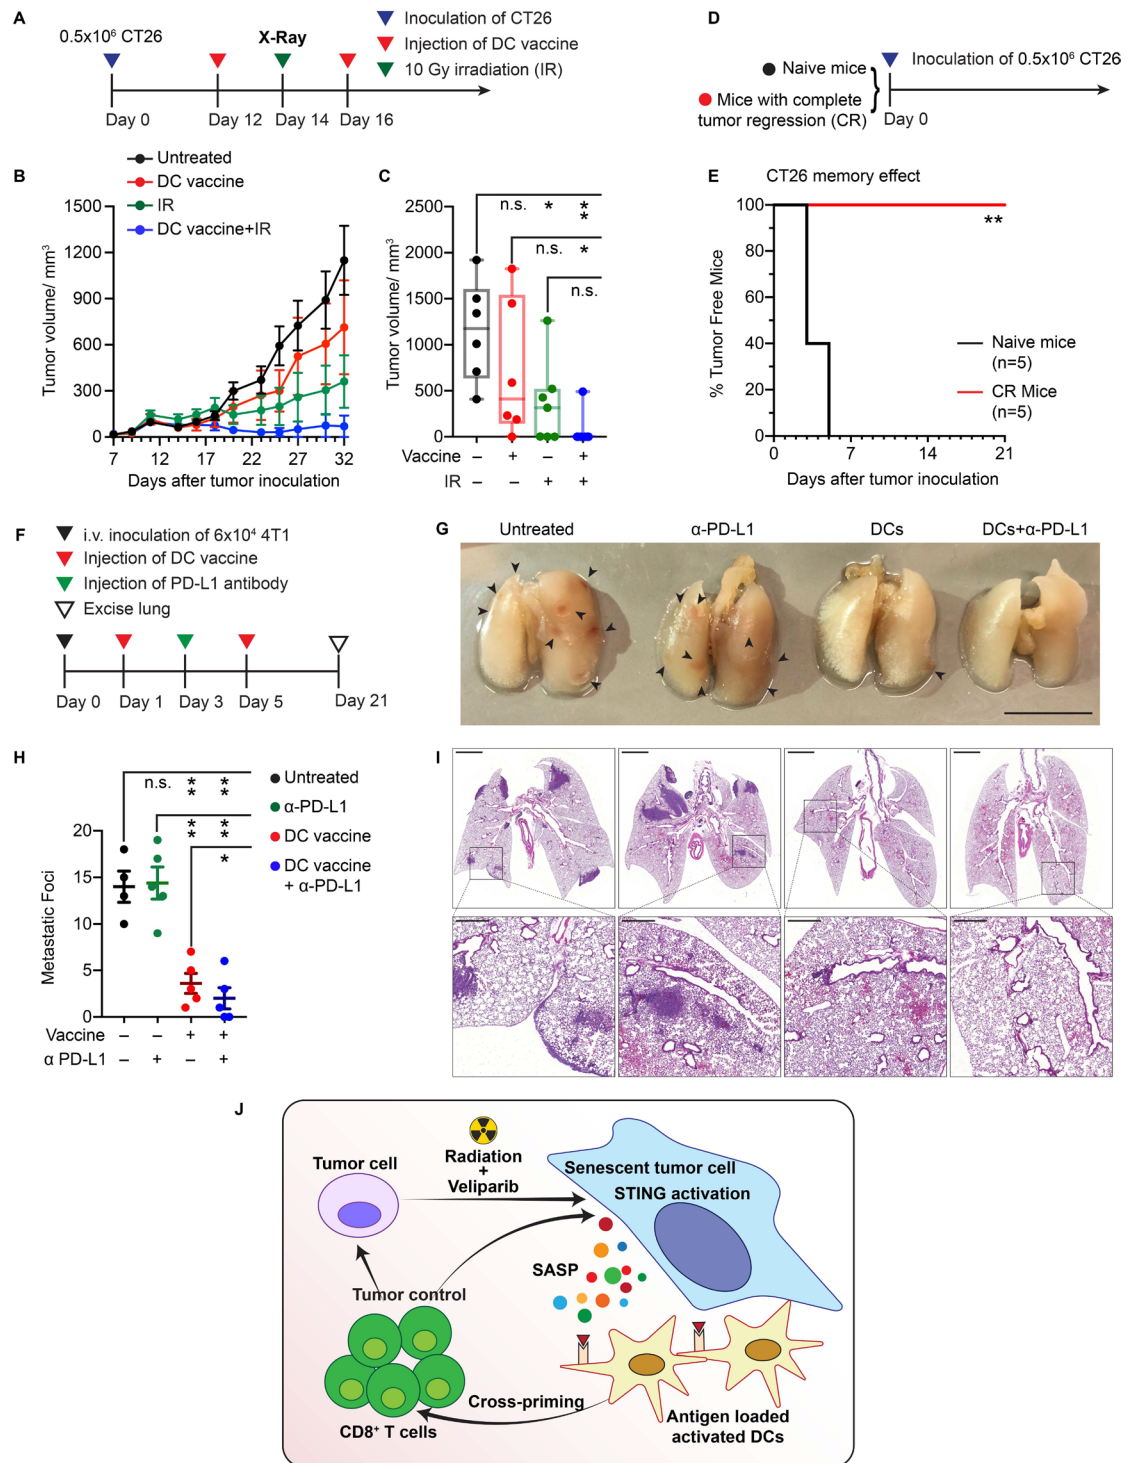 A
0.5x10⁶ CT26
X-Ray
Inoculation of CT26
Injection of DC vaccine
10 Gy irradiation (IR)
Day 0
Day 12
Day 14
Day 16
D
Naive mice
Mice with complete
tumor regression (CR)
Inoculation of 0.5x10⁶ CT26
Day 0
B
Untreated
DC vaccine
IR
DC vaccine+IR
Tumor volume/ mm³
1500
1200
900
600
300
0
7
12
17
22
27
32
Days after tumor inoculation
C
n.s.
*
*
*
n.s.
*
n.s.
Tumor volume/ mm³
2500
2000
1500
1000
500
0
Vaccine – + – +
IR – – + +
E
CT26 memory effect
% Tumor Free Mice
100
80
60
40
20
0
**
Naive mice
(n=5)
CR Mice
(n=5)
0
7
14
21
Days after tumor inoculation
F
i.v. inoculation of 6x10⁴ 4T1
Injection of DC vaccine
Injection of PD-L1 antibody
Excise lung
Day 0
Day 1
Day 3
Day 5
Day 21
G
Untreated
α-PD-L1
DCs
DCs+α-PD-L1
H
n.s.
*
*
*
*
*
*
*
*
*
Untreated
α-PD-L1
DC vaccine
DC vaccine
+ α-PD-L1
Metastatic Foci
20
15
10
5
0
Vaccine – – + +
α PD-L1 – + – +
I
J
Tumor cell
Radiation
+
Veliparib
Senescent tumor cell
STING activation
SASP
Tumor control
Cross-priming
CD8⁺ T cells
Antigen loaded
activated DCs